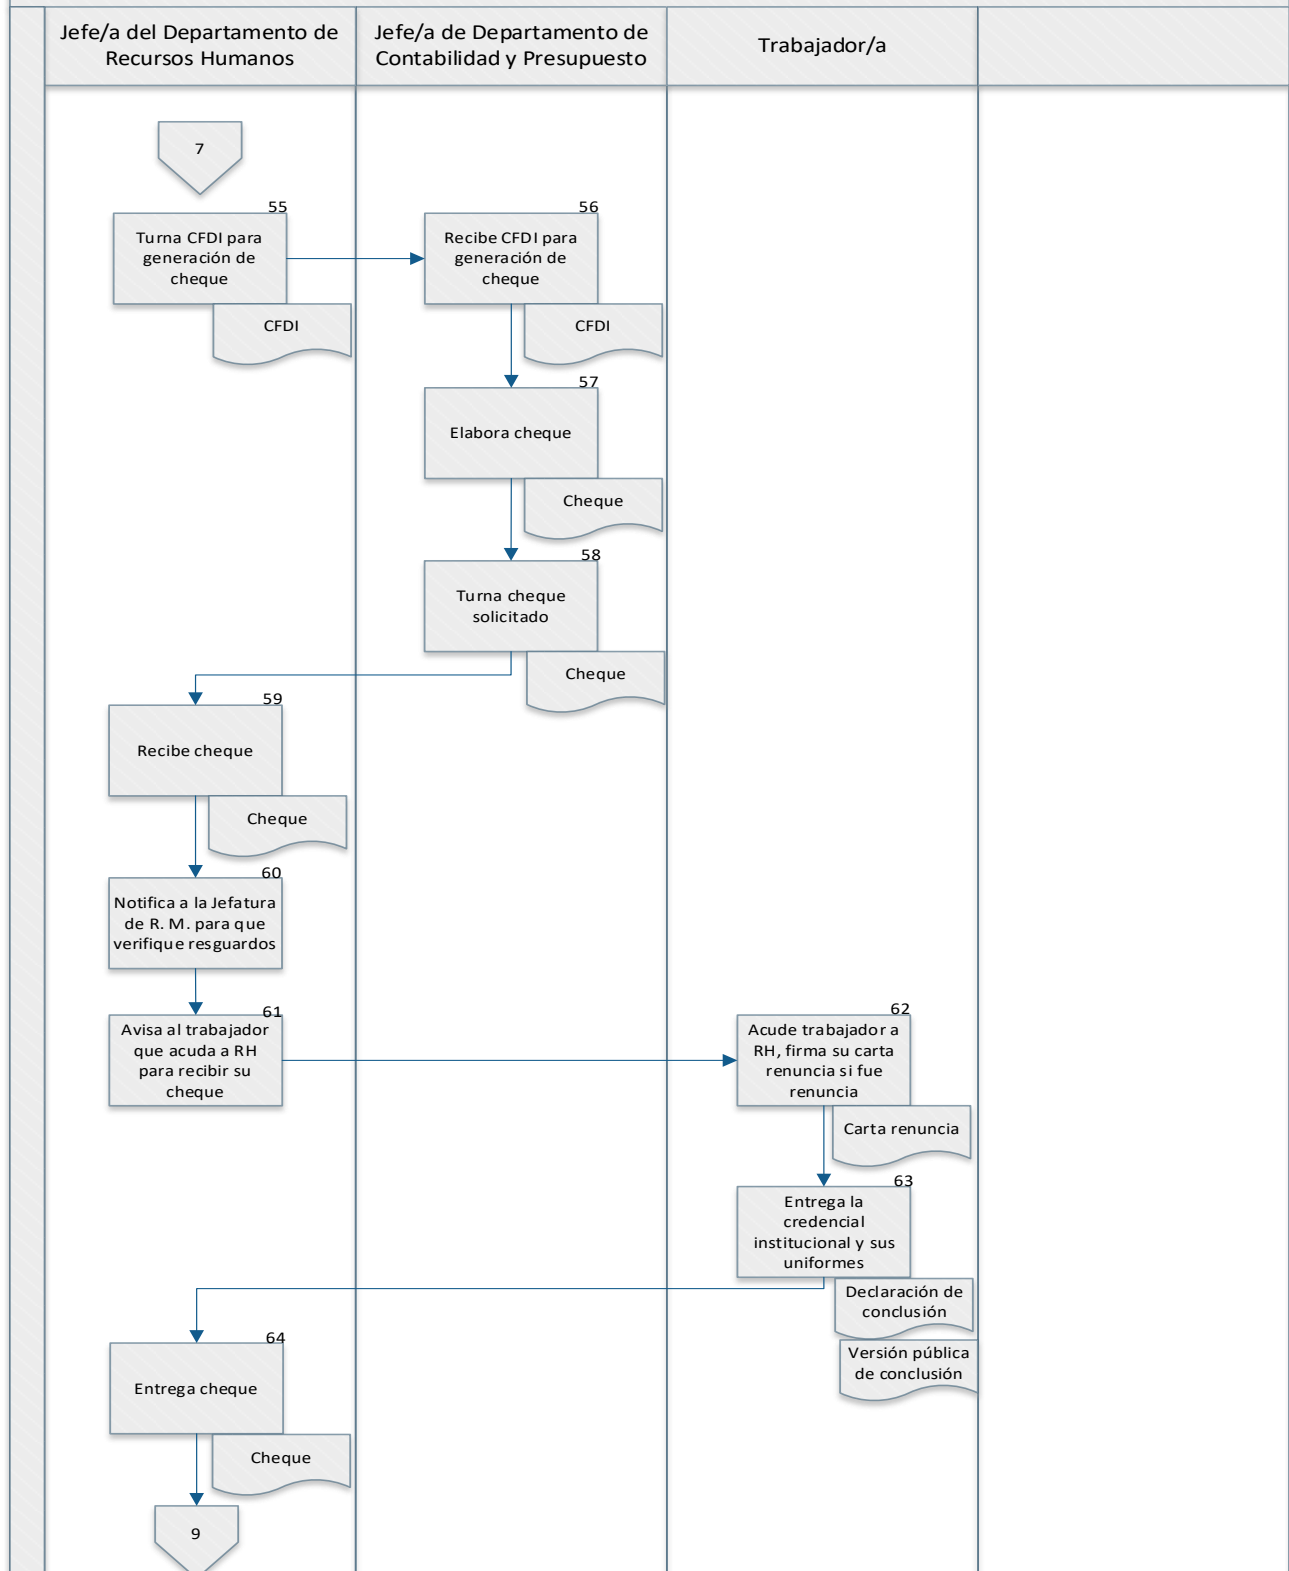 Jefe/a del Departamento de
Recursos Humanos
Jefe/a de Departamento de
Contabilidad y Presupuesto
Trabajador/a
7
55
Turna CFDI para
generación de
cheque
CFDI
56
Recibe CFDI para
generación de
cheque
CFDI
57
Elabora cheque
Cheque
58
Turna cheque
solicitado
Cheque
59
Recibe cheque
Cheque
60
Notifica a la Jefatura
de R. M. para que
verifique resguardos
61
Avisa al trabajador
que acuda a RH
para recibir su
cheque
62
Acude trabajador a
RH, firma su carta
renuncia si fue
renuncia
Carta renuncia
63
Entrega la
credencial
institucional y sus
uniformes
Declaración de
conclusión
Versión pública
de conclusión
64
Entrega cheque
Cheque
9